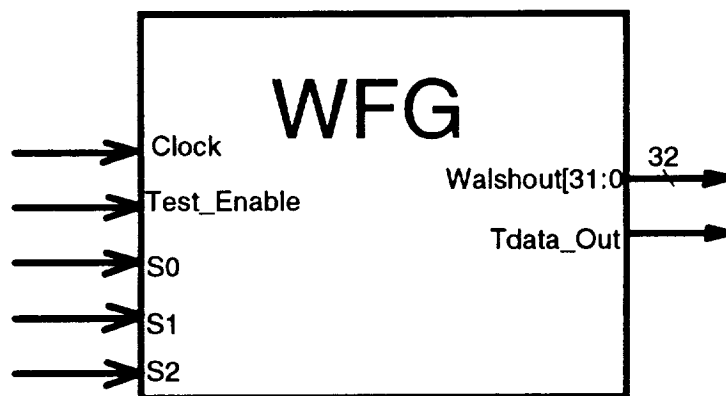 WFG
Clock
Test_Enable
S0
S1
S2
32
Walshout[31:0
Tdata_Out